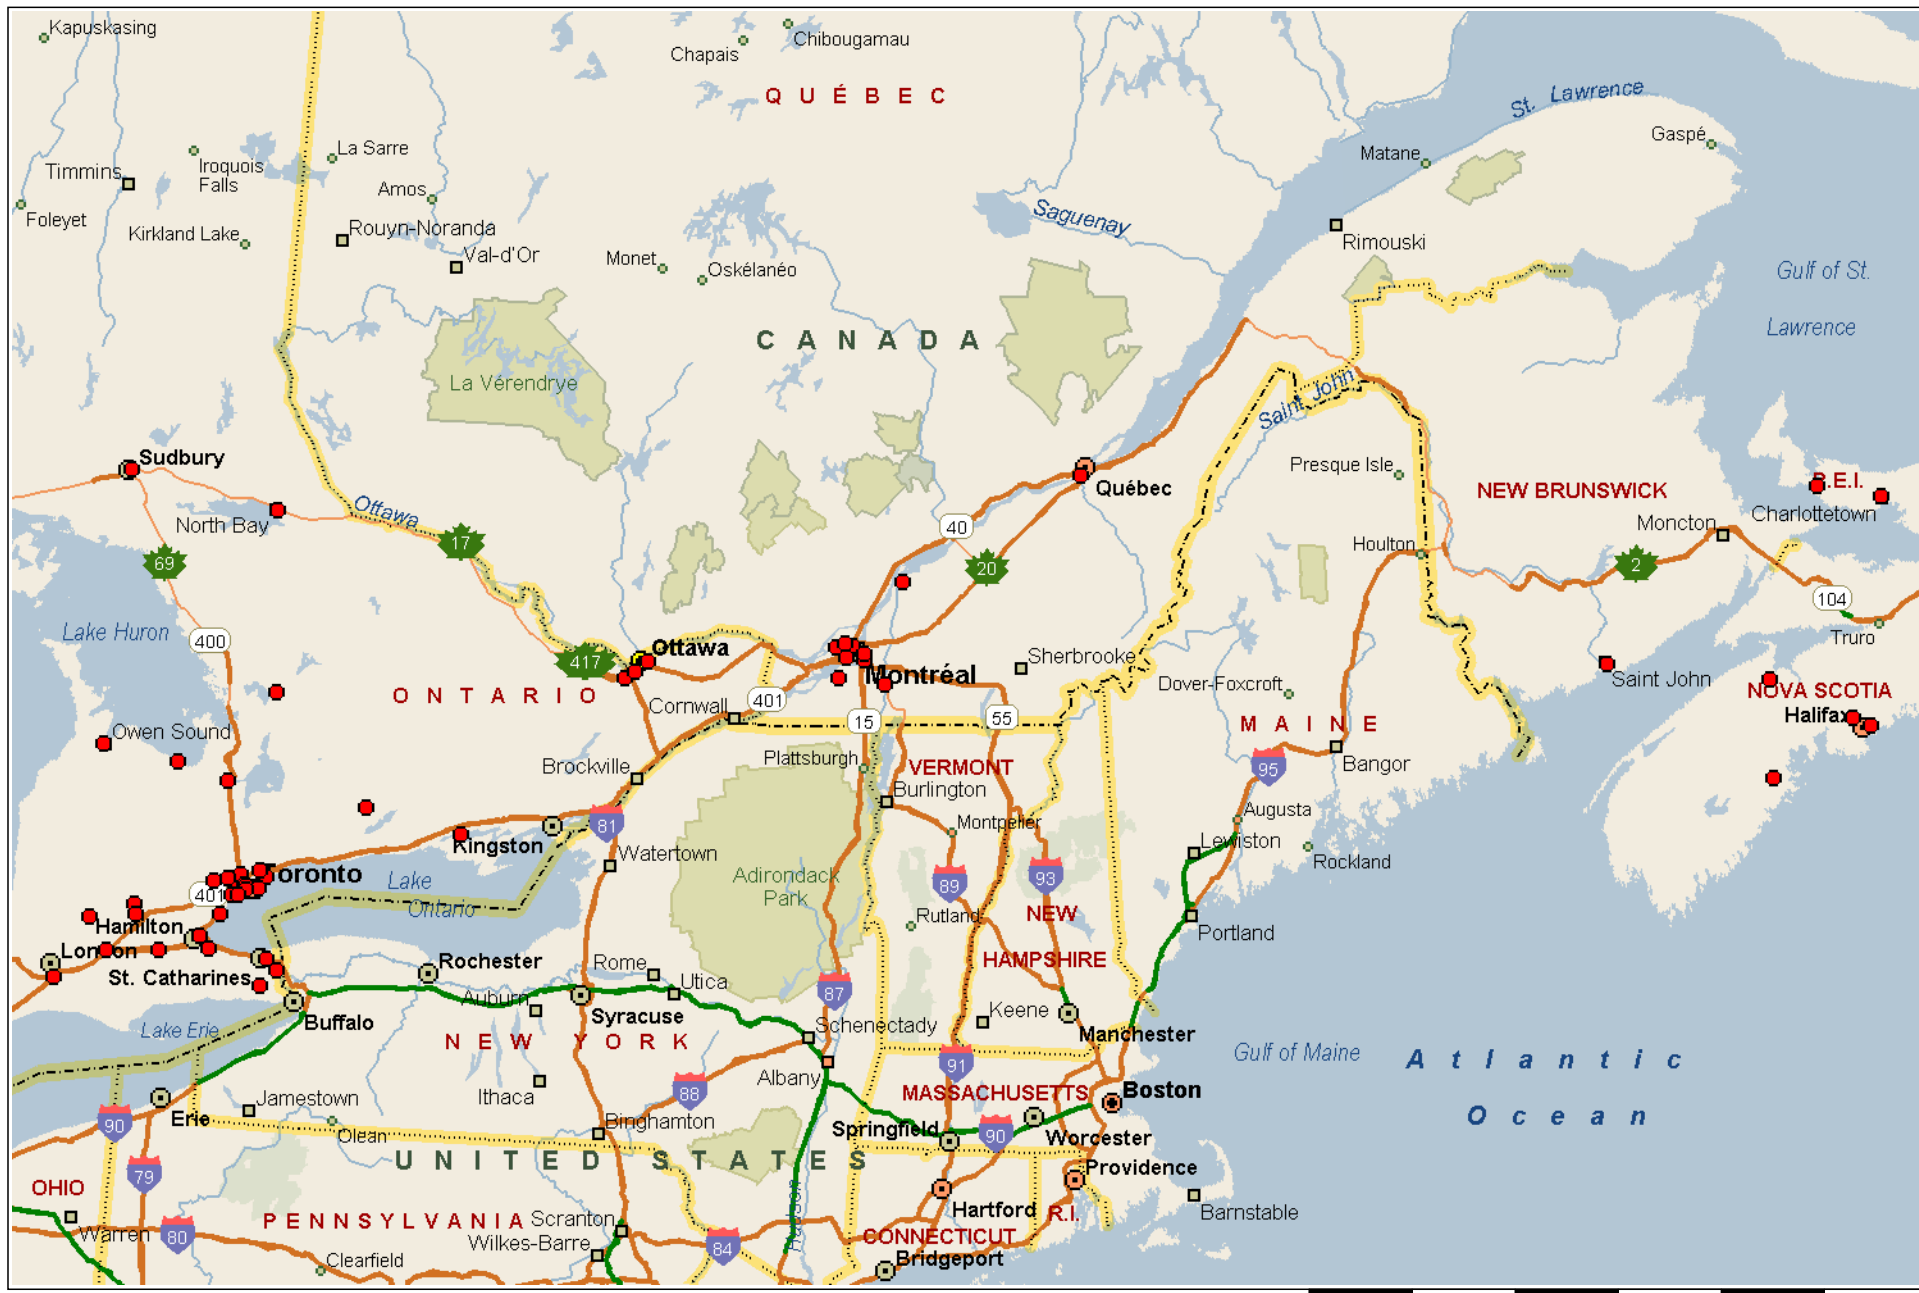 Kapuskasing
Chapais
Chibougamau
QUÉBEC
St. Lawrence
Gaspé
Matane
Timmins
Iroquois
Falls
La Sarre
Amos
Foleyet
Kirkland Lake
Rouyn-Noranda
Val-d'Or
Monet
Oskélanéo
Saguenay
Rimouski
Gulf of St.
Lawrence
CANADA
La Vérendrye
Saint John
Sudbury
North Bay
Ottawa
17
69
40
20
Québec
Presque Isle
NEW BRUNSWICK
P.E.I.
Charlottetown
Moncton
Houlton
2
104
Truro
Lake Huron
400
417
Ottawa
ONTARIO
Montréal
Sherbrooke
Cornwall
401
15
55
Dover-Foxcroft
MAINE
Saint John
NOVA SCOTIA
Halifax
Owen Sound
Brockville
Plattsburgh
VERMONT
Burlington
95
Bangor
Augusta
Kingston
81
Watertown
Montpelier
Lewiston
Rockland
Toronto
401
Lake
Ontario
Adirondack
Park
89
93
Rutland
NEW
HAMPSHIRE
Portland
Hamilton
London
St. Catharines
Rochester
Rome
Utica
87
Keene
Manchester
Auburn
Syracuse
Buffalo
Lake Erie
NEW YORK
Schenectady
Gulf of Maine
Atlantic
Ocean
Albany
91
MASSACHUSETTS
Boston
Ithaca
88
Jamestown
Erie
90
Olean
Binghamton
Springfield
90
Worcester
Providence
UNITED STATES
79
OHIO
Warren
80
PENNSYLVANIA
Scranton
Wilkes-Barre
84
Hudson
Hartford
R.I.
Barnstable
CONNECTICUT
Bridgeport
Clearfield